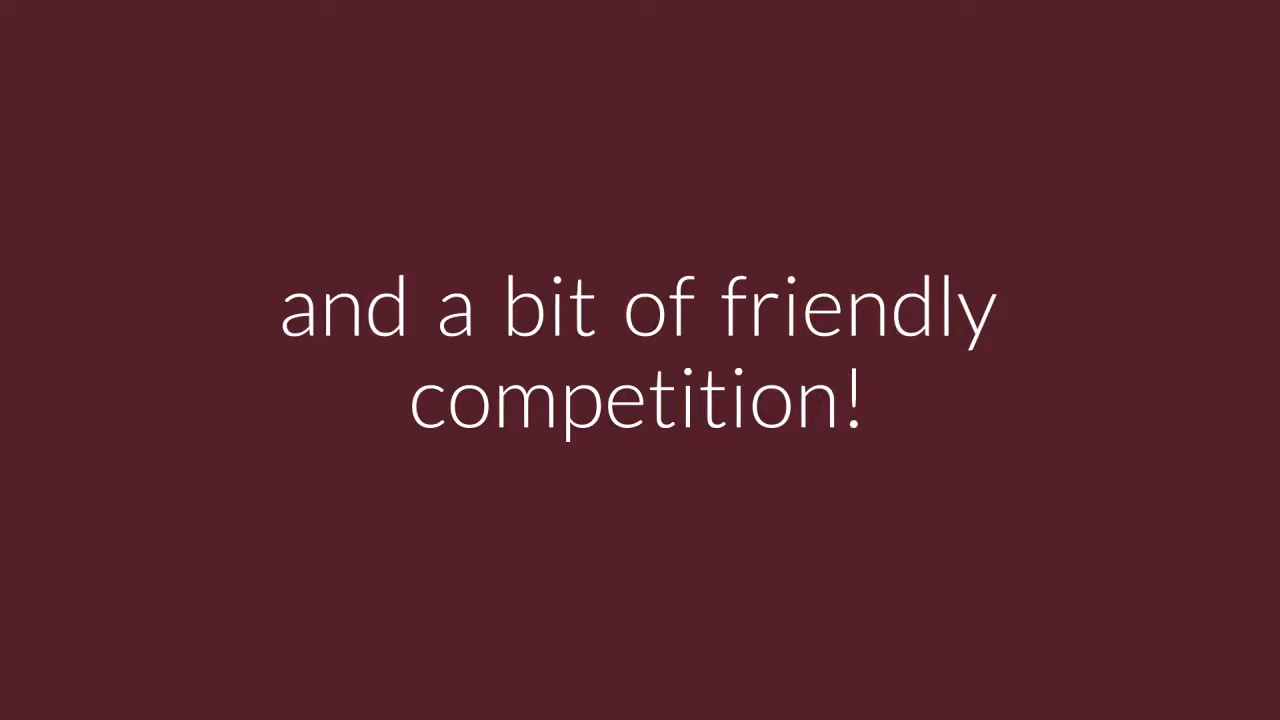 and a bit of friendly
competition!